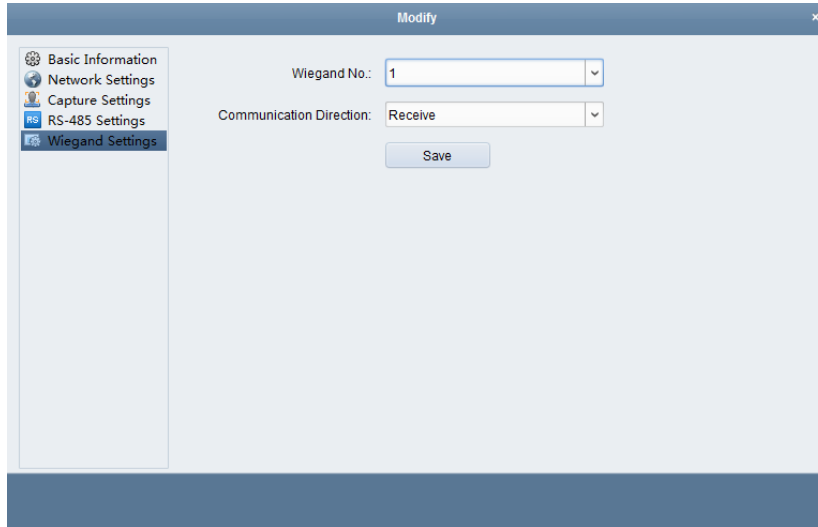 Modify
×
Basic Information
Network Settings
Capture Settings
RS RS-485 Settings
Wiegand Settings
Wiegand No.: 1
Communication Direction: Receive
Save